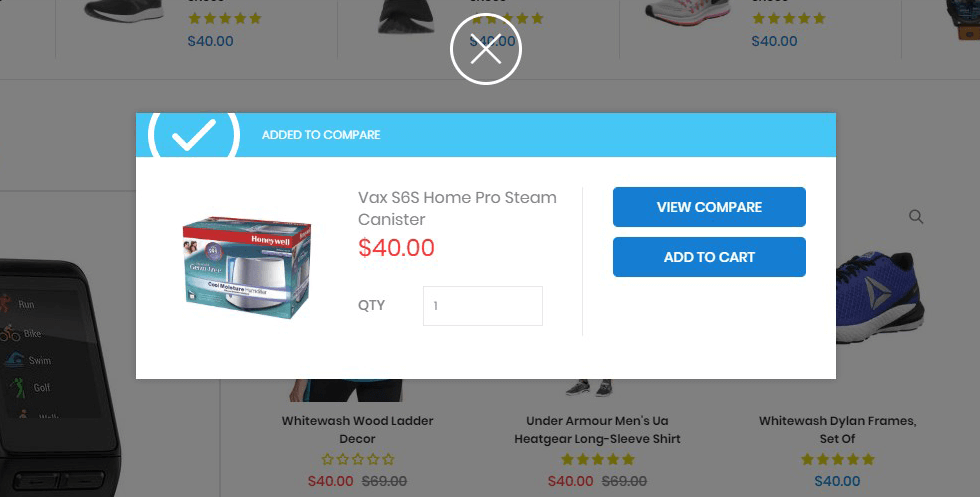 $40.00
$40.00
$40.00
ADDED TO COMPARE
Vax S6S Home Pro Steam
Canister
$40.00
QTY
1
VIEW COMPARE
ADD TO CART
Honeywell
Germ-free
Cool Moisture Humidifier
Run
Bike
Swim
Golf
Whitewash Wood Ladder
Decor
$40.00 $69.00
Under Armour Men's Ua
Heatgear Long-Sleeve Shirt
$40.00 $69.00
Whitewash Dylan Frames,
Set Of
$40.00